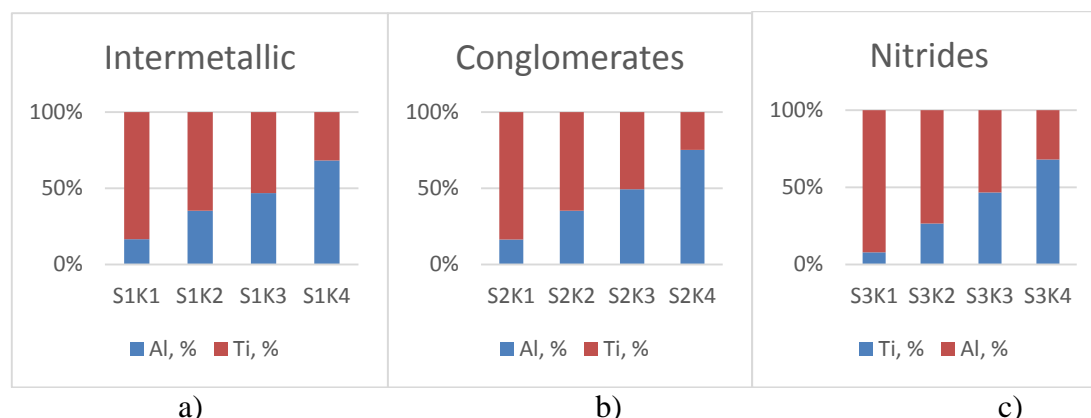 Intermetallic
100%
50%
0%
S1K1 S1K2 S1K3 S1K4
Al, % Ti, %
a)
Conglomerates
100%
50%
0%
S2K1 S2K2 S2K3 S2K4
Al, % Ti, %
b)
Nitrides
100%
50%
0%
S3K1 S3K2 S3K3 S3K4
Ti, % Al, %
c)